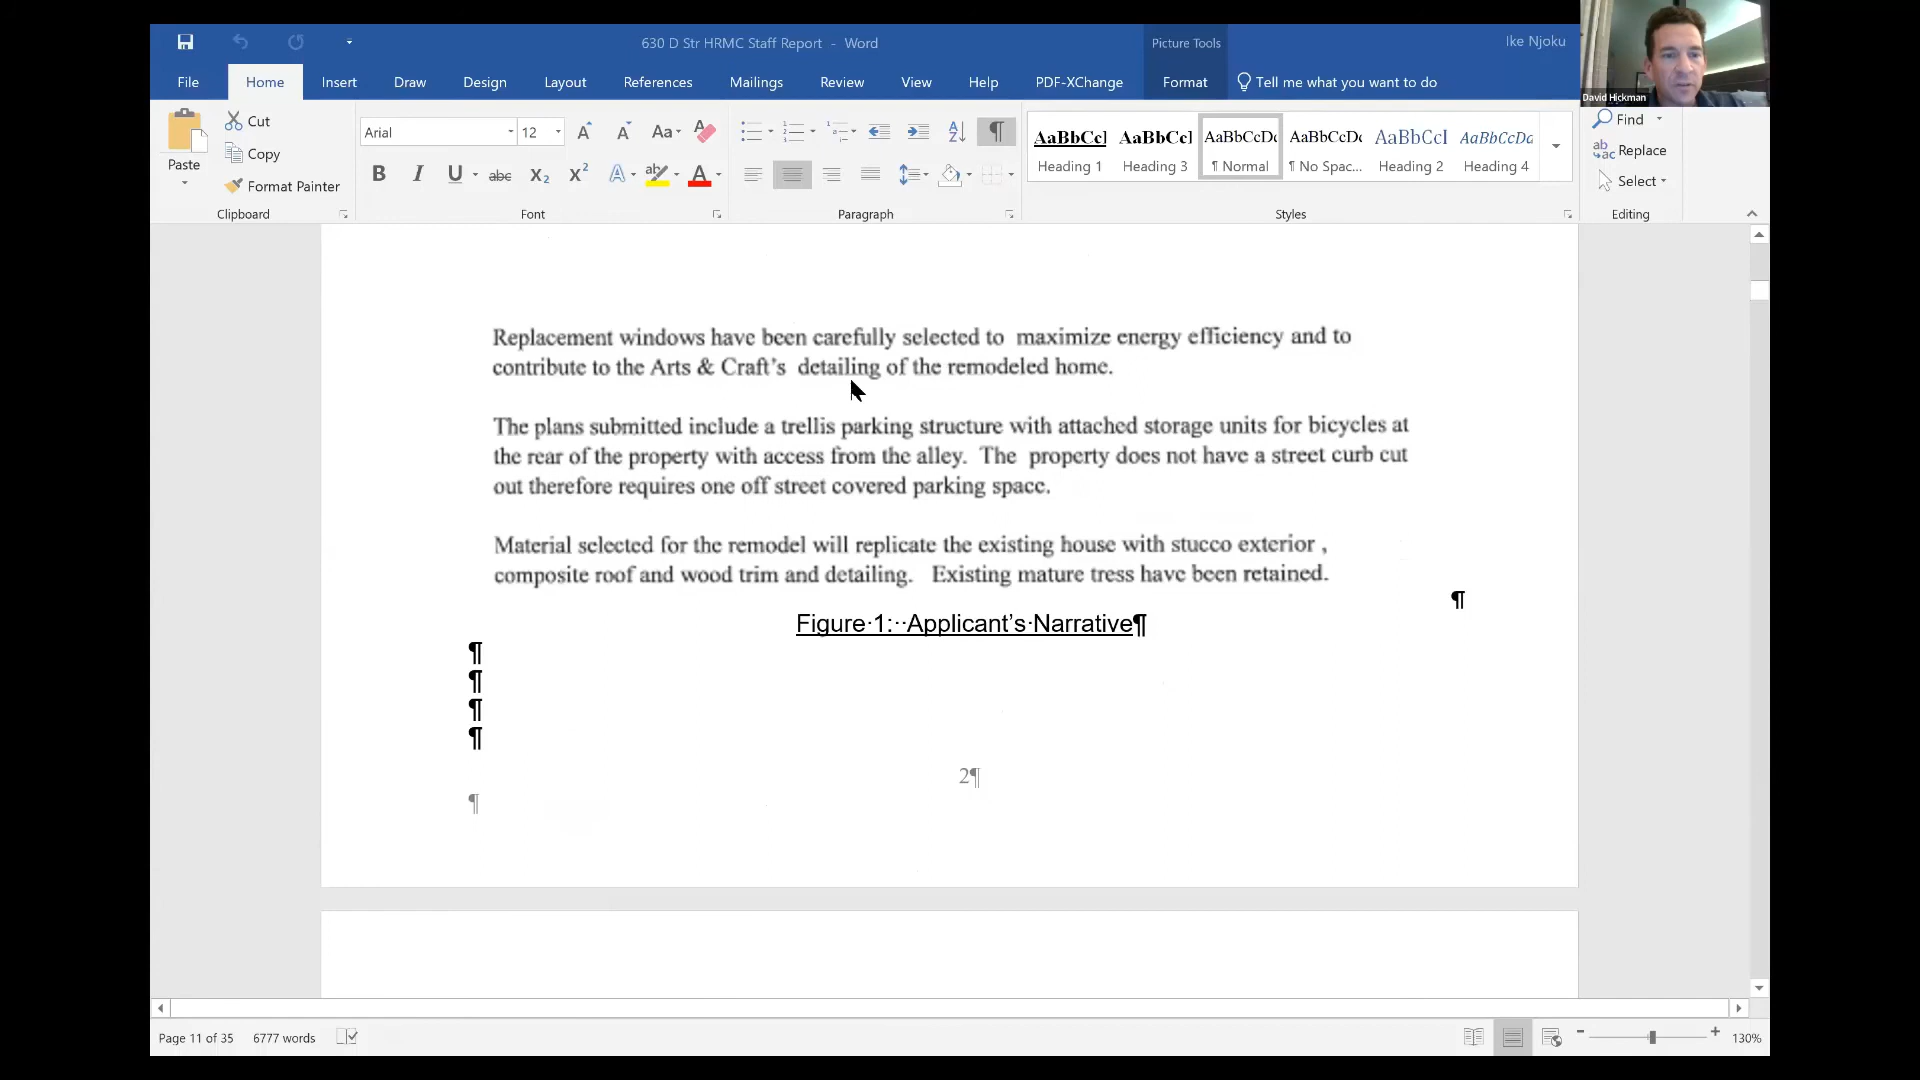 630 D Str HRMC Staff Report - Word
Picture Tools
Ike Njoku
File
Home
Insert
Draw
Design
Layout
References
Mailings
Review
View
Help
PDF-XChange
Format
Tell me what you want to do
David Hickman
Paste
Cut
Copy
Format Painter
Clipboard
Arial
12
Font
Paragraph
AaBbCcI
Heading 1
AaBbCcI
Heading 3
AaBbCcDc
¶ Normal
AaBbCcDc
¶ No Spac...
AaBbCcI
Heading 2
AaBbCcDa
Heading 4
Styles
Find
Replace
Select
Editing
Replacement windows have been carefully selected to maximize energy efficiency and to
contribute to the Arts & Craft's detailing of the remodeled home.
The plans submitted include a trellis parking structure with attached storage units for bicycles at
the rear of the property with access from the alley. The property does not have a street curb cut
out therefore requires one off street covered parking space.
Material selected for the remodel will replicate the existing house with stucco exterior ,
composite roof and wood trim and detailing. Existing mature tress have been retained.
¶
Figure·1:··Applicant’s·Narrative¶
¶
¶
¶
¶
2¶
¶
Page 11 of 35
6777 words
130%